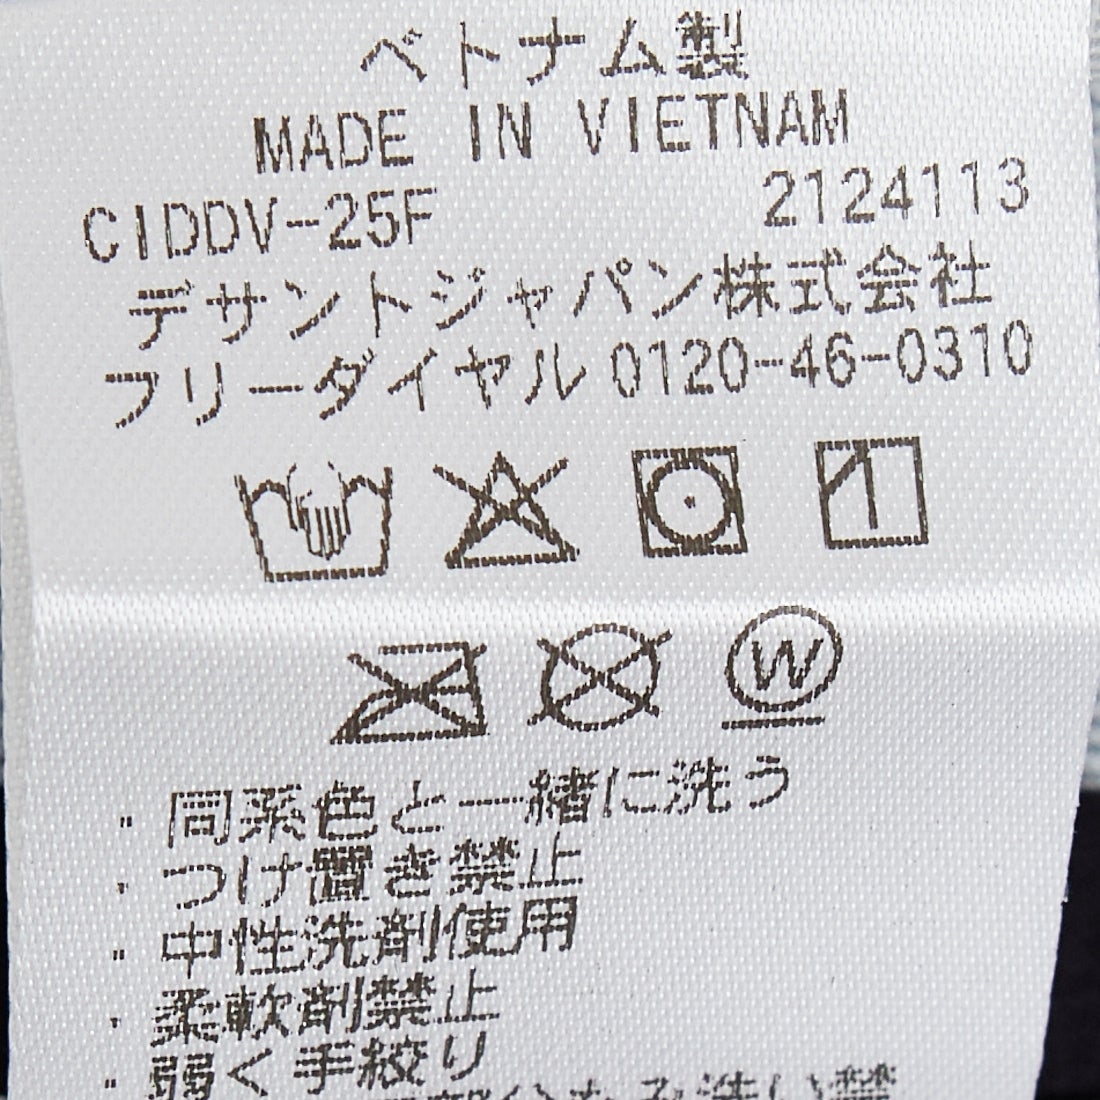 ベトナム製
MADE IN VIETNAM
CIDDV-25F 2124113
デサントジャパン株式会社
フリーダイヤル 0120-46-0310
W
・同系色と一緒に洗う
・つけ置き禁止
・中性洗剤使用
・柔軟剤禁止
・弱く手絞り